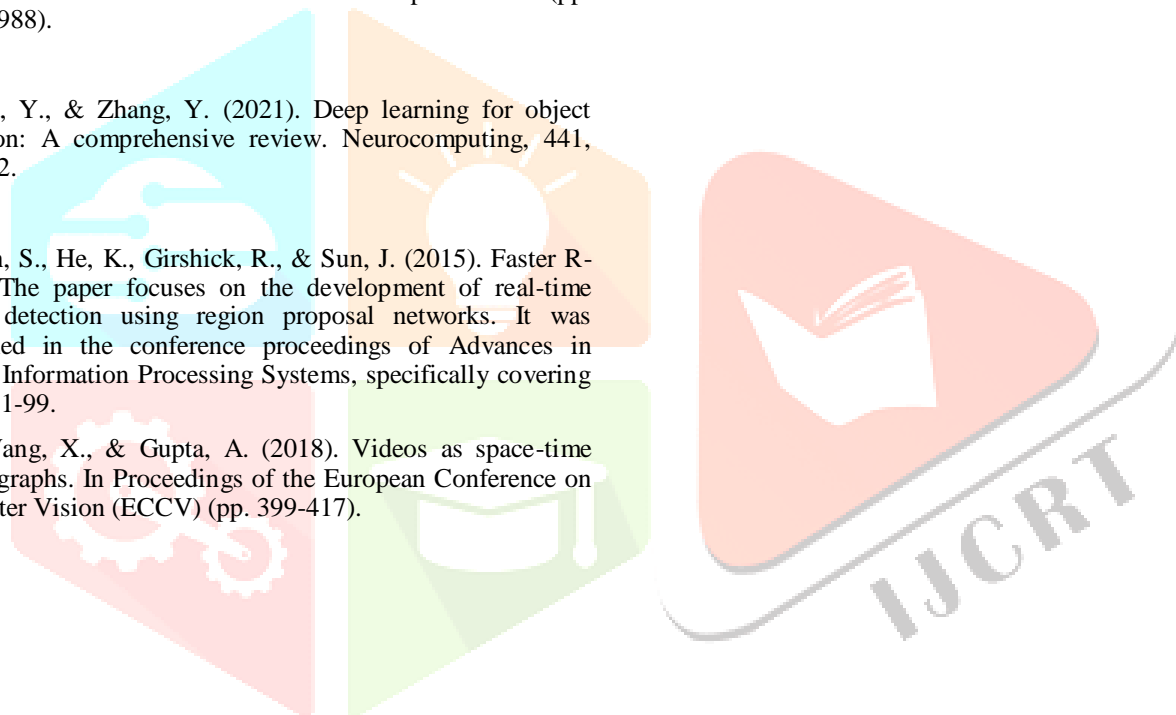 988).
, Y., & Zhang, Y. (2021). Deep learning for object
on: A comprehensive review. Neurocomputing, 441,
2.
, S., He, K., Girshick, R., & Sun, J. (2015). Faster R-
The paper focuses on the development of real-time
detection using region proposal networks. It was
ed in the conference proceedings of Advances in
Information Processing Systems, specifically covering
1-99.
ang, X., & Gupta, A. (2018). Videos as space-time
graphs. In Proceedings of the European Conference on
ter Vision (ECCV) (pp. 399-417).
IJCRT